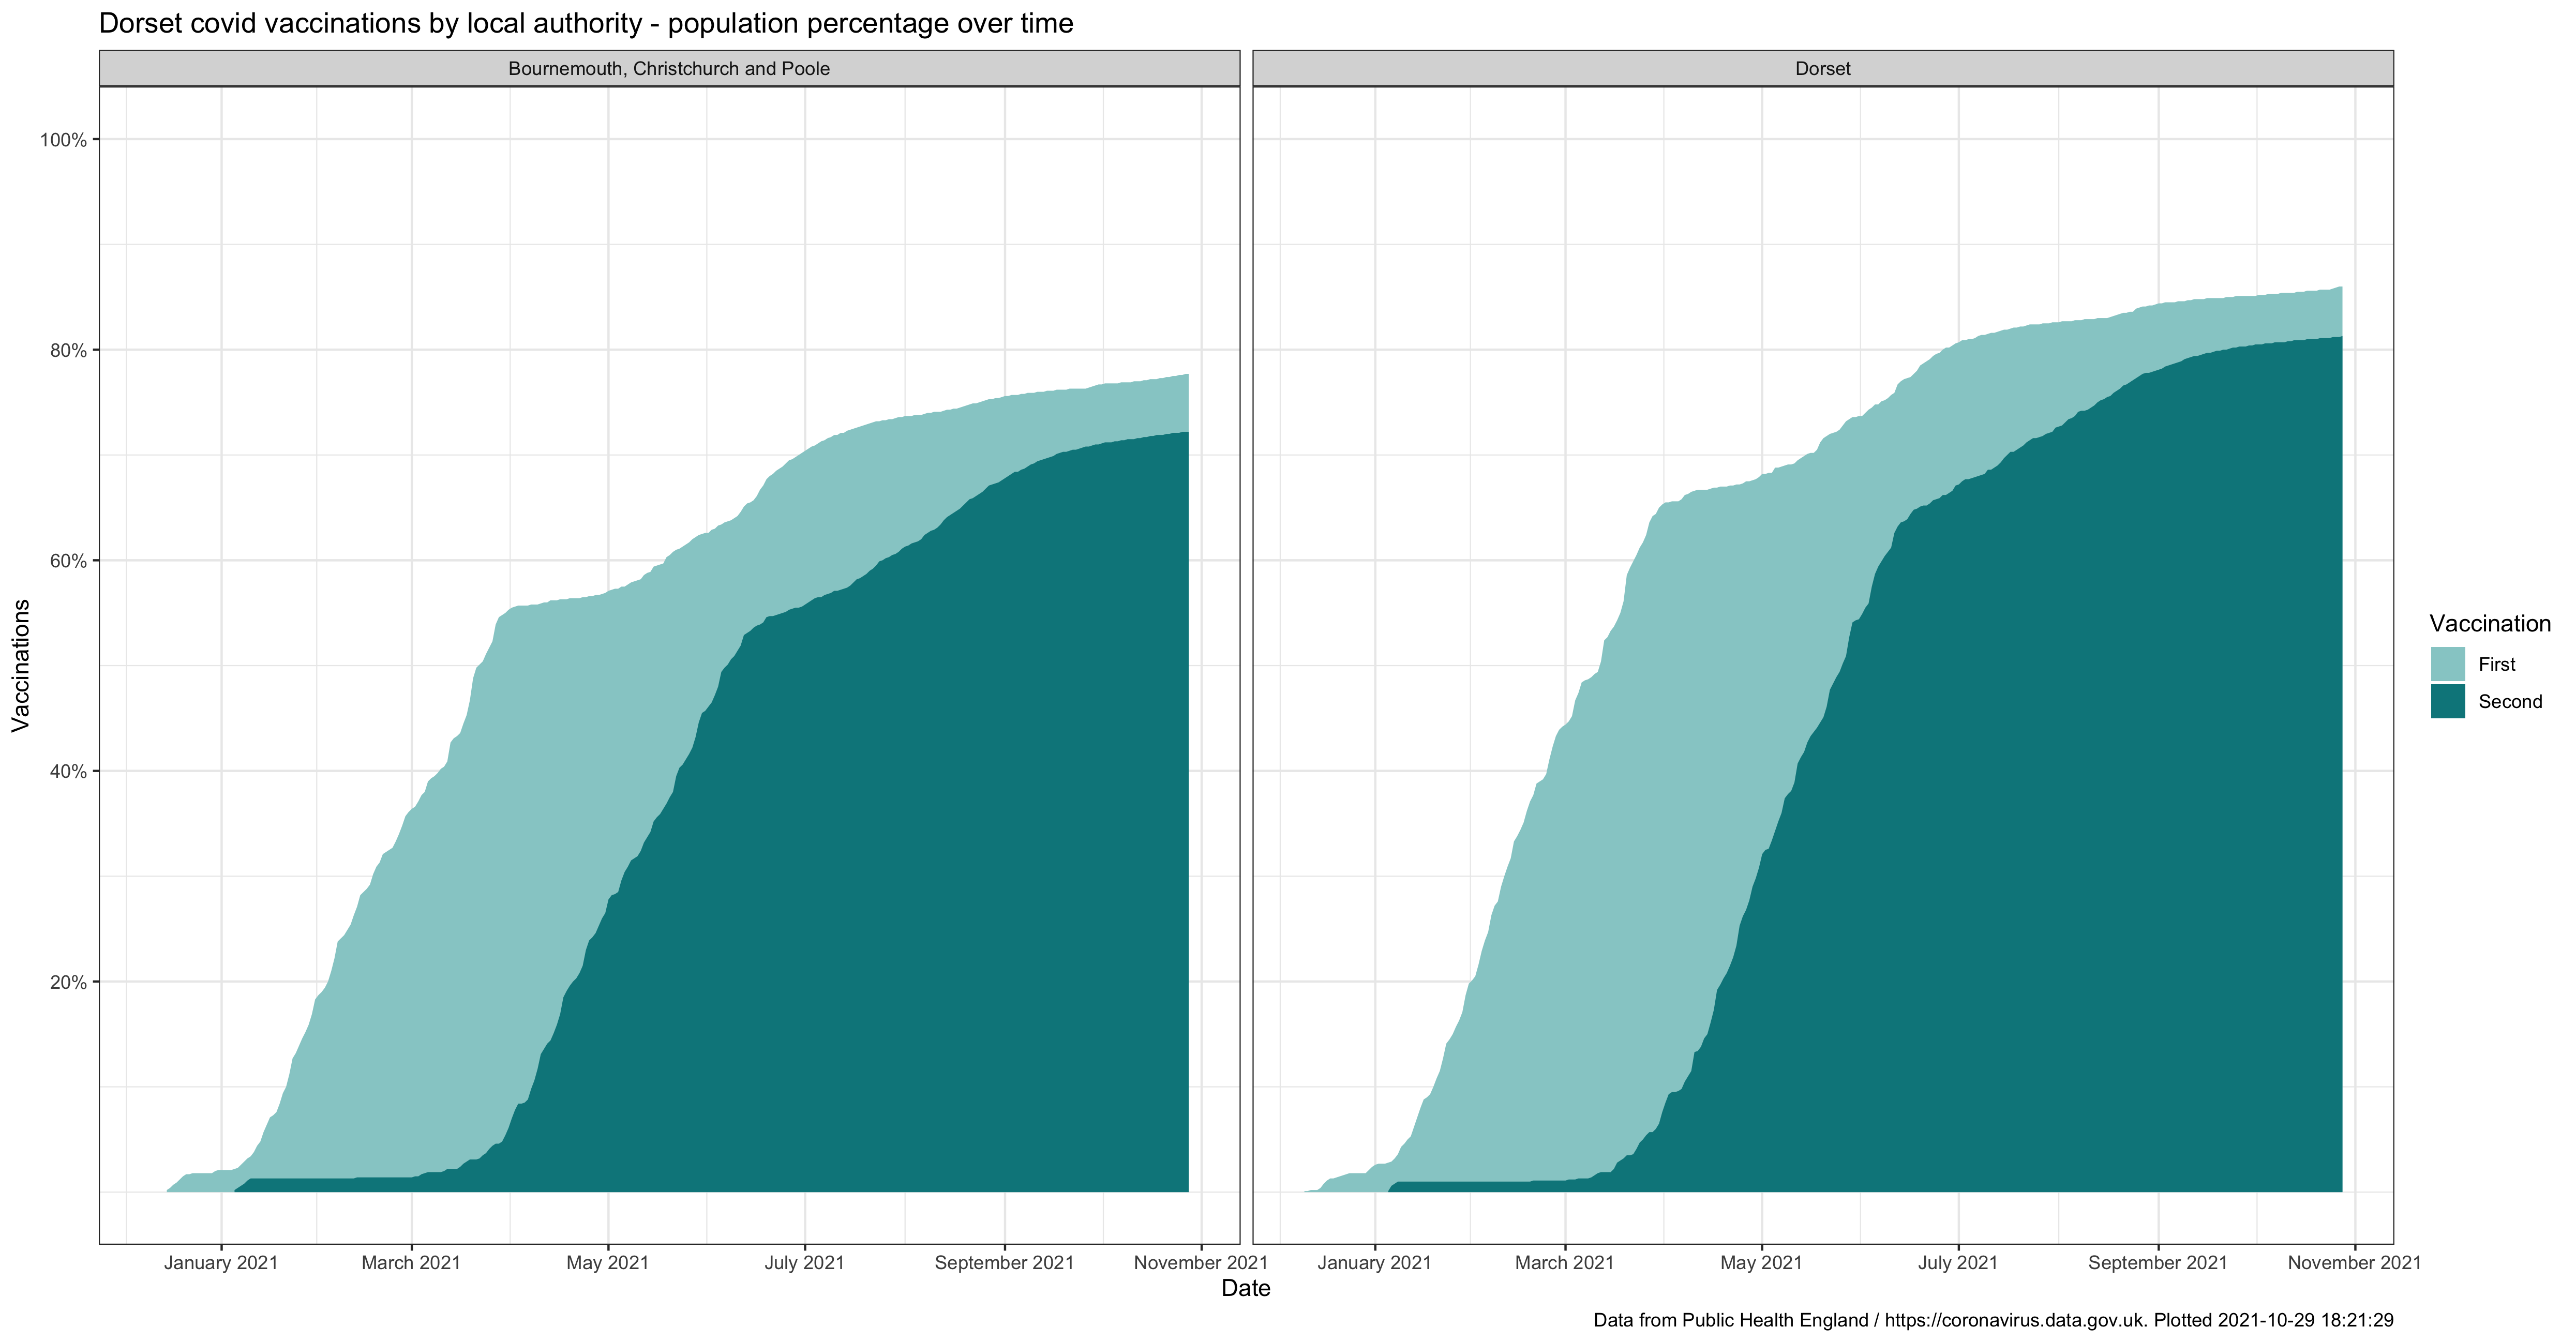 Dorset covid vaccinations by local authority - population percentage over time
Bournemouth, Christchurch and Poole
Dorset
100%
80%
60%
40%
20%
Vaccinations
January 2021
March 2021
May 2021
July 2021
September 2021
November 2021
January 2021
March 2021
May 2021
July 2021
September 2021
November 2021
Date
Vaccination
First
Second
Data from Public Health England / https://coronavirus.data.gov.uk. Plotted 2021-10-29 18:21:29